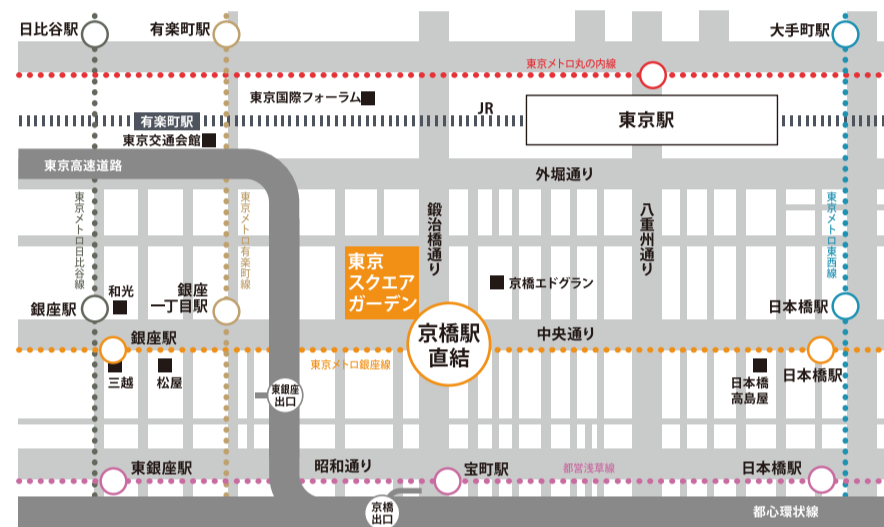 日比谷駅
有楽町駅
大手町駅
東京メトロ丸の内線
東京国際フォーラム
JR
東京駅
有楽町駅
東京交通会館
東京高速道路
外堀通り
東京メトロ日比谷線
東京メトロ有楽町線
鍛治橋通り
八重州通り
東京メトロ東西線
東京
スクエア
ガーデン
京橋エドグラン
和光
銀座駅
銀座
一丁目駅
日本橋駅
銀座駅
京橋駅
直結
中央通り
東京メトロ銀座線
日本橋駅
三越
松屋
日本橋
高島屋
東銀座
出口
東銀座駅
昭和通り
宝町駅
都営浅草線
日本橋駅
京橋
出口
都心環状線